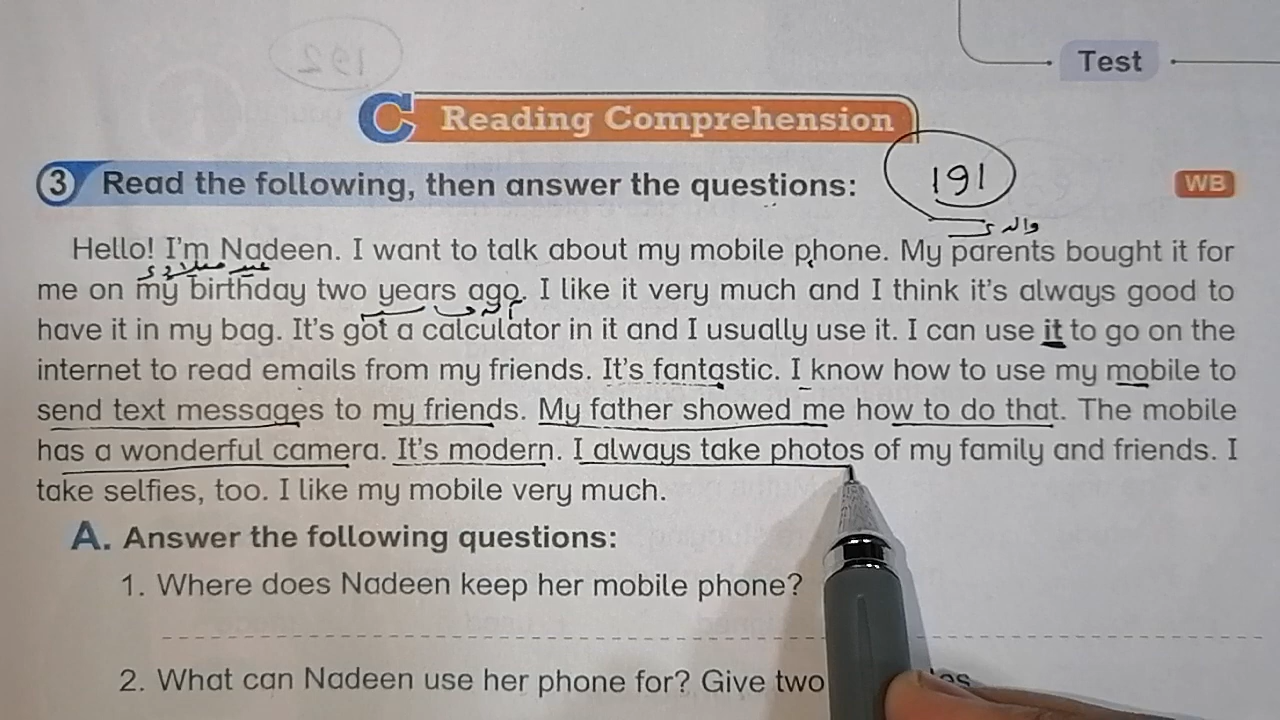 192
Test
C Reading Comprehension
3 Read the following, then answer the questions:
191
WB
والدى
Hello! I'm Nadeen. I want to talk about my mobile phone. My parents bought it for
عيد ميلادى
me on my birthday two years ago. I like it very much and I think it's always good to
have it in my bag. It's got a calculator in it and I usually use it. I can use it to go on the
internet to read emails from my friends. It's fantastic. I know how to use my mobile to
send text messages to my friends. My father showed me how to do that. The mobile
has a wonderful camera. It's modern. I always take photos of my family and friends. I
take selfies, too. I like my mobile very much.
A. Answer the following questions:
1. Where does Nadeen keep her mobile phone?
2. What can Nadeen use her phone for? Give two